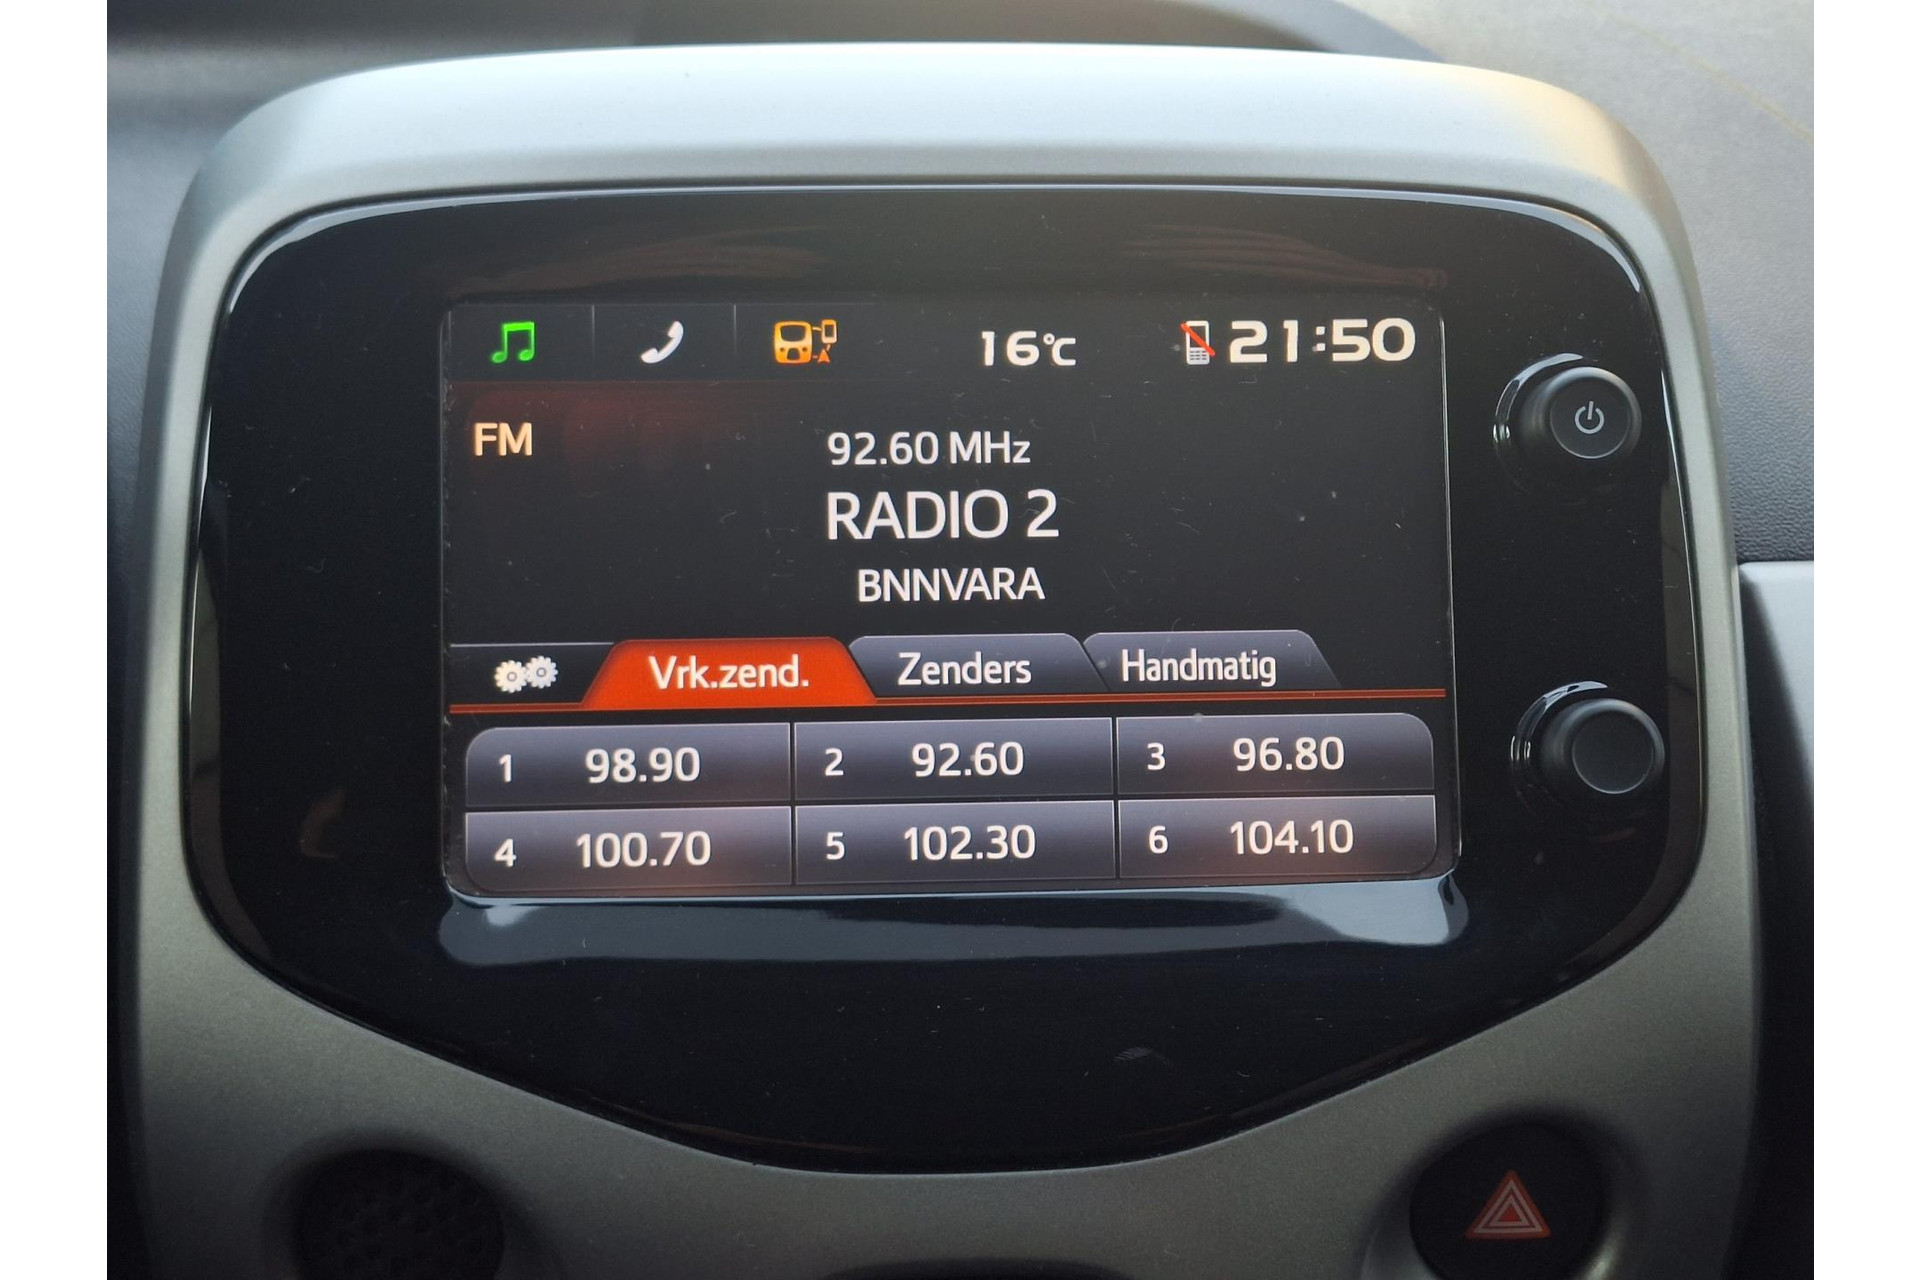 16°C 21:50
FM
92.60 MHz
RADIO 2
BNNVARA
Vrk.zend. Zenders Handmatig
1 98.90 2 92.60 3 96.80
4 100.70 5 102.30 6 104.10